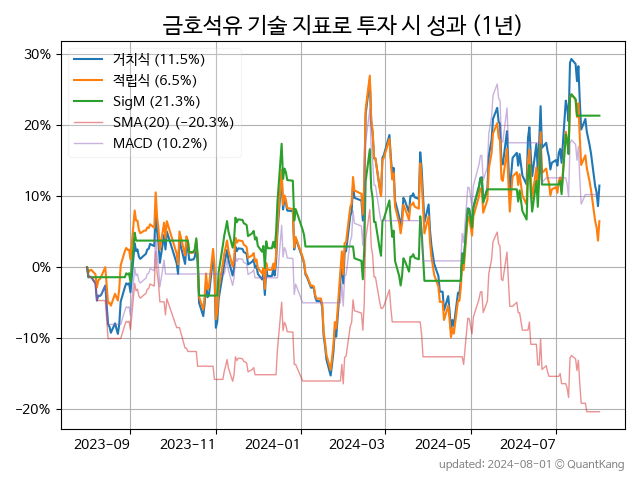 금호석유 기술 지표로 투자 시 성과 (1년)
30%
20%
10%
0%
−10%
−20%
거치식 (11.5%)
적립식 (6.5%)
SigM (21.3%)
SMA(20) (−20.3%)
MACD (10.2%)
2023-09
2023-11
2024-01
2024-03
2024-05
2024-07
updated: 2024-08-01 © QuantKang